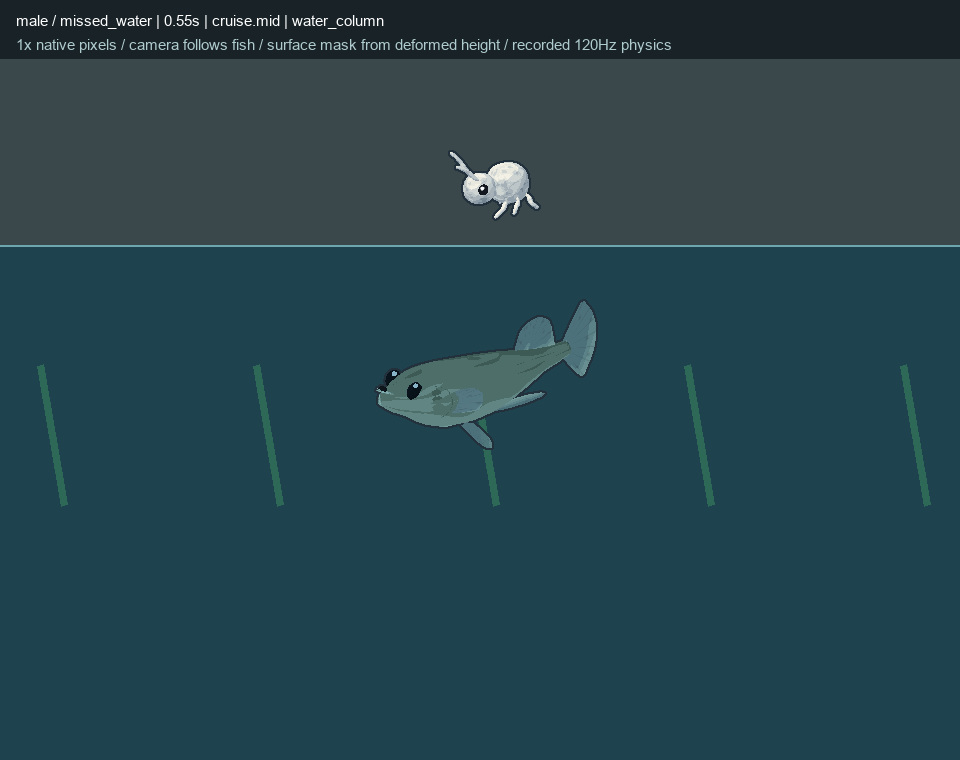 male / missed_water | 0.55s | cruise.mid | water_column
1x native pixels / camera follows fish / surface mask from deformed height / recorded 120Hz physics